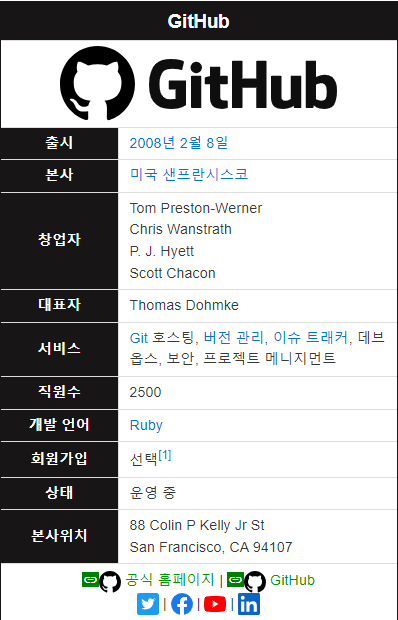 GitHub
GitHub
출시 2008년 2월 8일
본사 미국 샌프란시스코
창업자 Tom Preston-Werner
Chris Wanstrath
P. J. Hyett
Scott Chacon
대표자 Thomas Dohmke
서비스 Git 호스팅, 버전 관리, 이슈 트래커, 데브
옵스, 보안, 프로젝트 메니지먼트
직원수 2500
개발 언어 Ruby
회원가입 선택[1]
상태 운영 중
본사위치 88 Colin P Kelly Jr St
San Francisco, CA 94107
공식 홈페이지 | GitHub
| | |